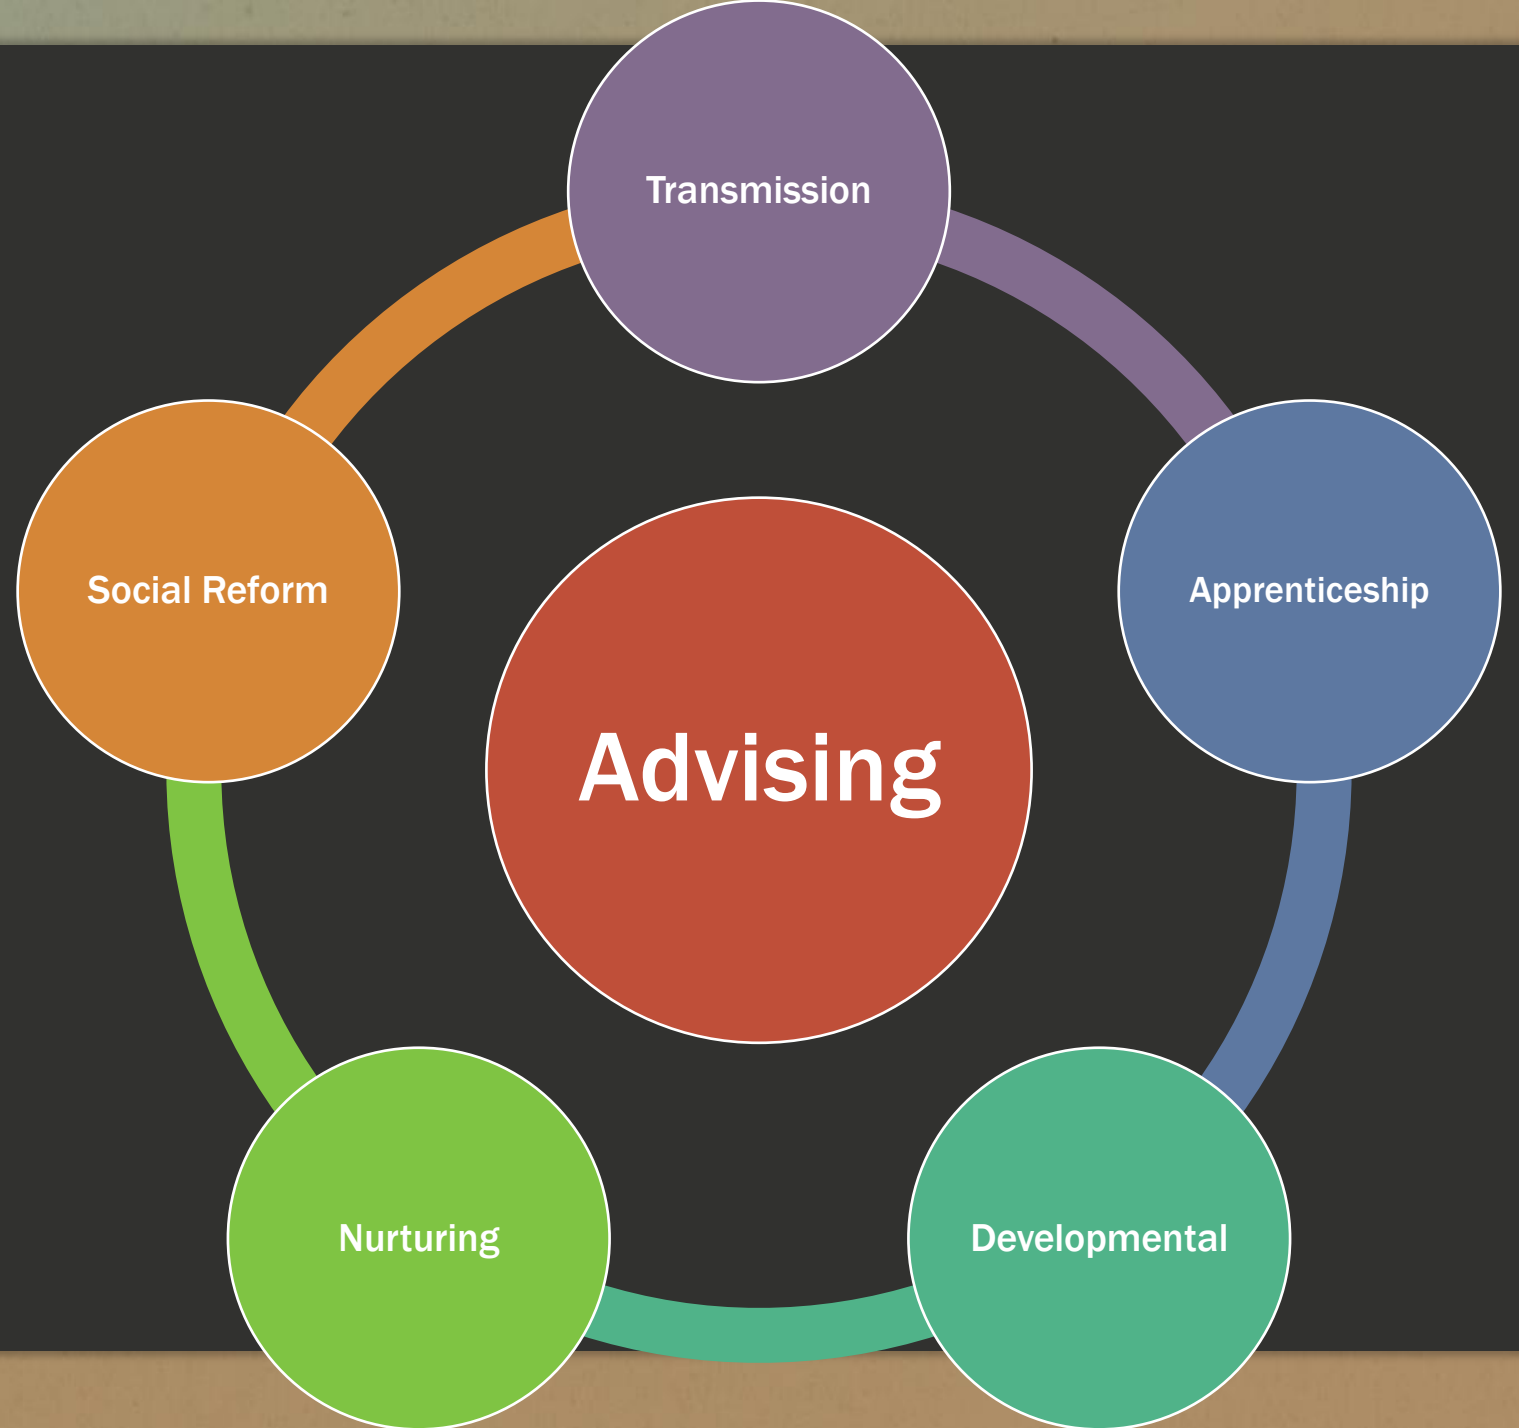 Transmission
Apprenticeship
Developmental
Nurturing
Social Reform
Advising